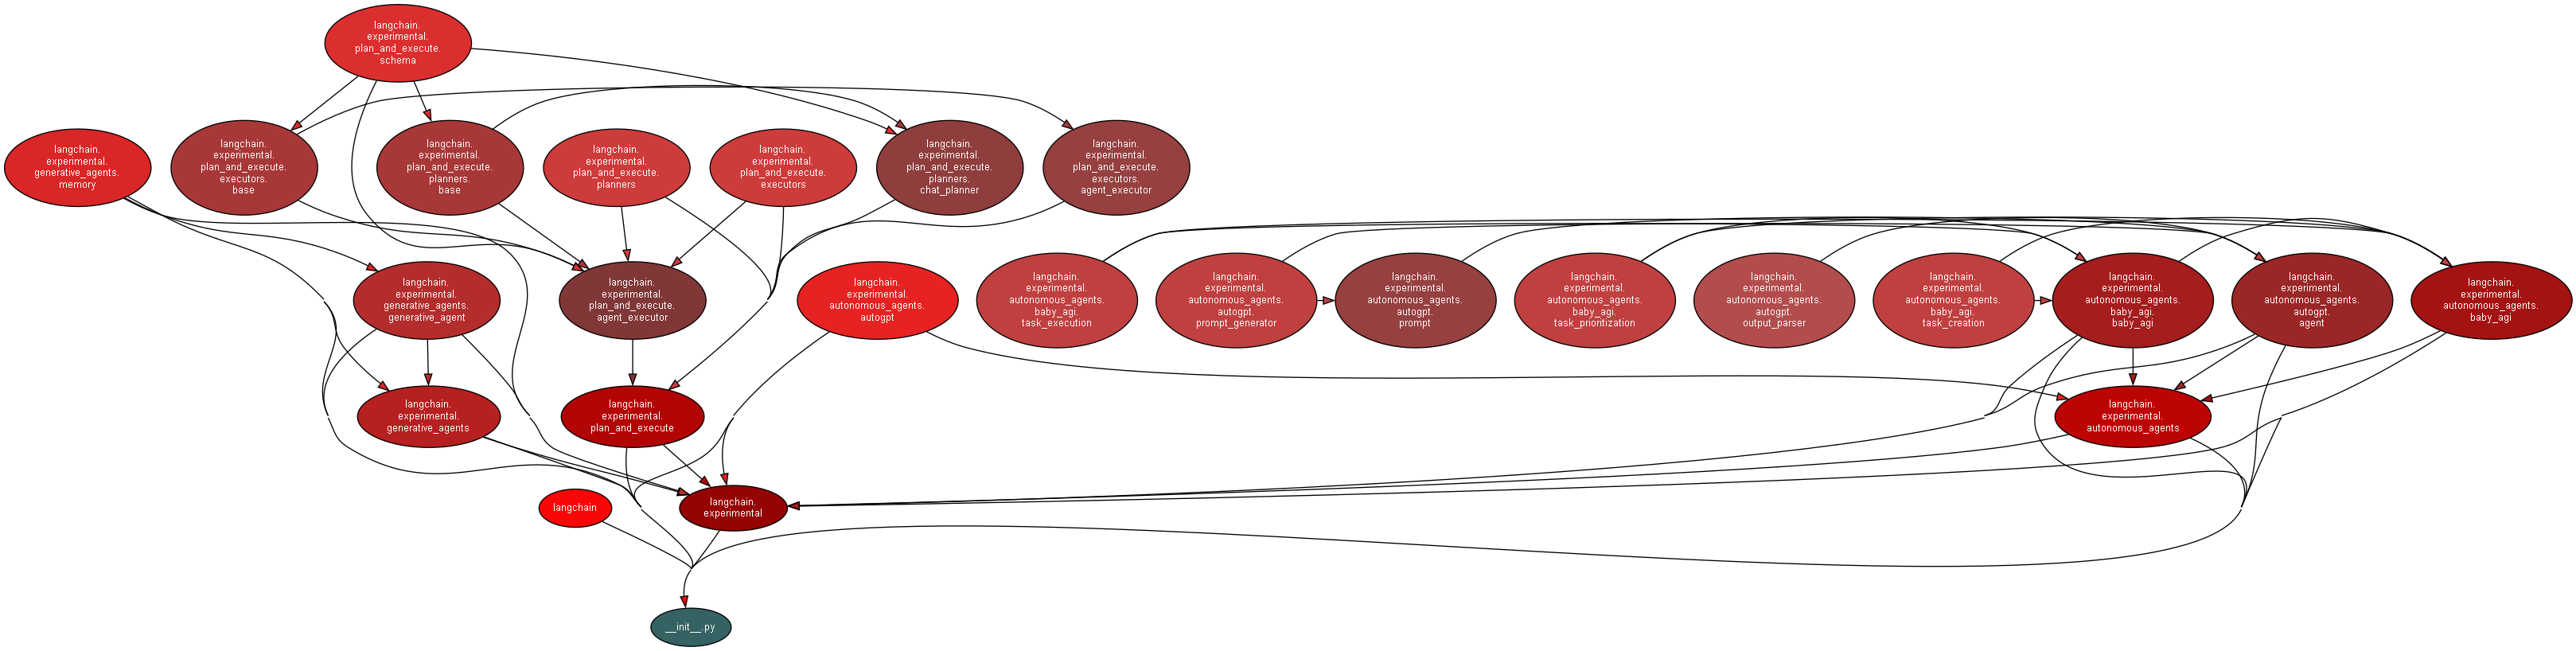 langchain.
experimental.
plan_and_execute.
schema
langchain.
experimental.
generative_agents.
memory
langchain.
experimental.
plan_and_execute.
executors.
base
langchain.
experimental.
plan_and_execute.
planners.
base
langchain.
experimental.
plan_and_execute.
planners
langchain.
experimental.
plan_and_execute.
executors
langchain.
experimental.
plan_and_execute.
planners.
chat_planner
langchain.
experimental.
plan_and_execute.
executors.
agent_executor
langchain.
experimental.
generative_agents.
generative_agent
langchain.
experimental.
plan_and_execute.
agent_executor
langchain.
experimental.
autonomous_agents.
autogpt
langchain.
experimental.
autonomous_agents.
baby_agi.
task_execution
langchain.
experimental.
autonomous_agents.
autogpt.
prompt_generator
langchain.
experimental.
autonomous_agents.
autogpt.
prompt
langchain.
experimental.
autonomous_agents.
baby_agi.
task_prioritization
langchain.
experimental.
autonomous_agents.
autogpt.
output_parser
langchain.
experimental.
autonomous_agents.
baby_agi.
task_creation
langchain.
experimental.
autonomous_agents.
baby_agi.
baby_agi
langchain.
experimental.
autonomous_agents.
autogpt.
agent
langchain.
experimental.
autonomous_agents.
baby_agi
langchain.
experimental.
generative_agents
langchain.
experimental.
plan_and_execute
langchain.
experimental.
autonomous_agents
langchain
langchain.
experimental
__init__.py